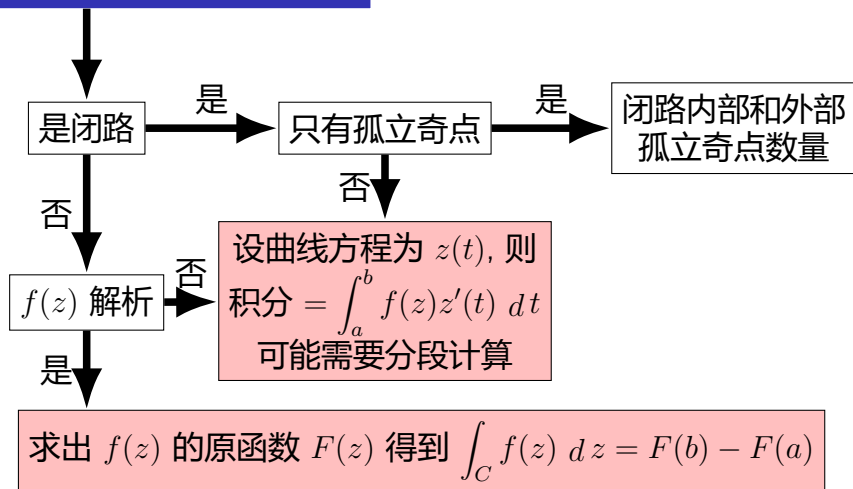 是闭路
是
只有孤立奇点
是
闭路内部和外部
孤立奇点数量
否
否
f(z) 解析
否
设曲线方程为 z(t), 则
积分 = ∫_a^b f(z)z′(t) dt
可能需要分段计算
是
求出 f(z) 的原函数 F(z) 得到 ∫_C f(z) dz = F(b) − F(a)